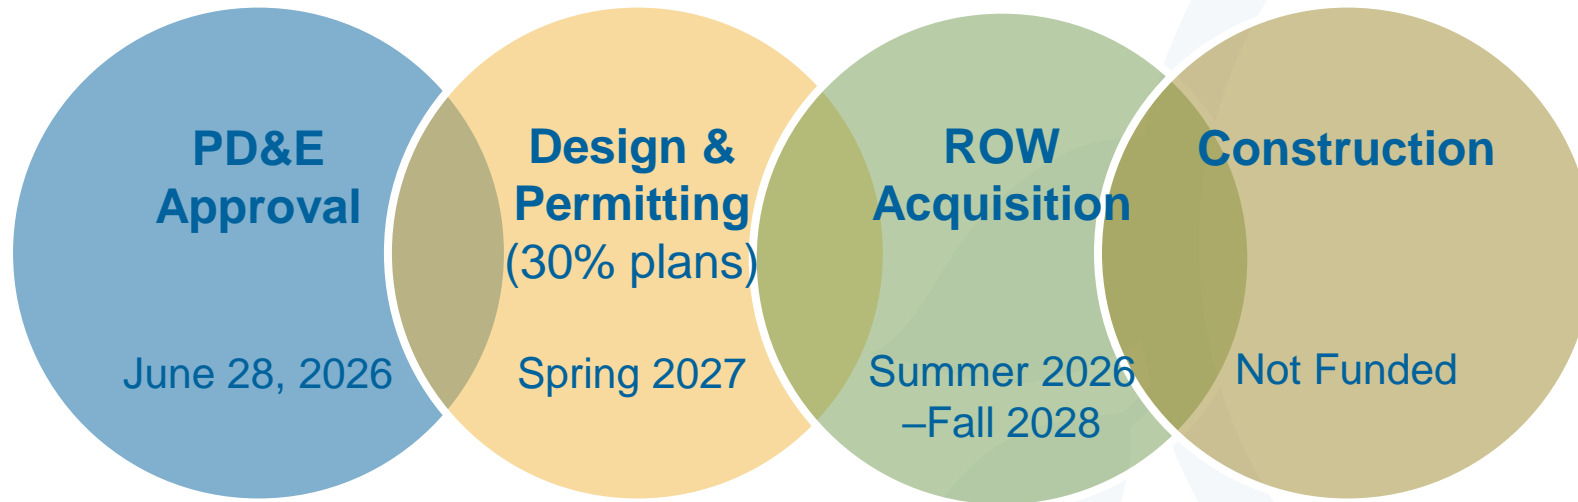 PD&E
Approval
June 28, 2026
Design &
Permitting
(30% plans)
Spring 2027
ROW
Acquisition
Summer 2026
–Fall 2028
Construction
Not Funded